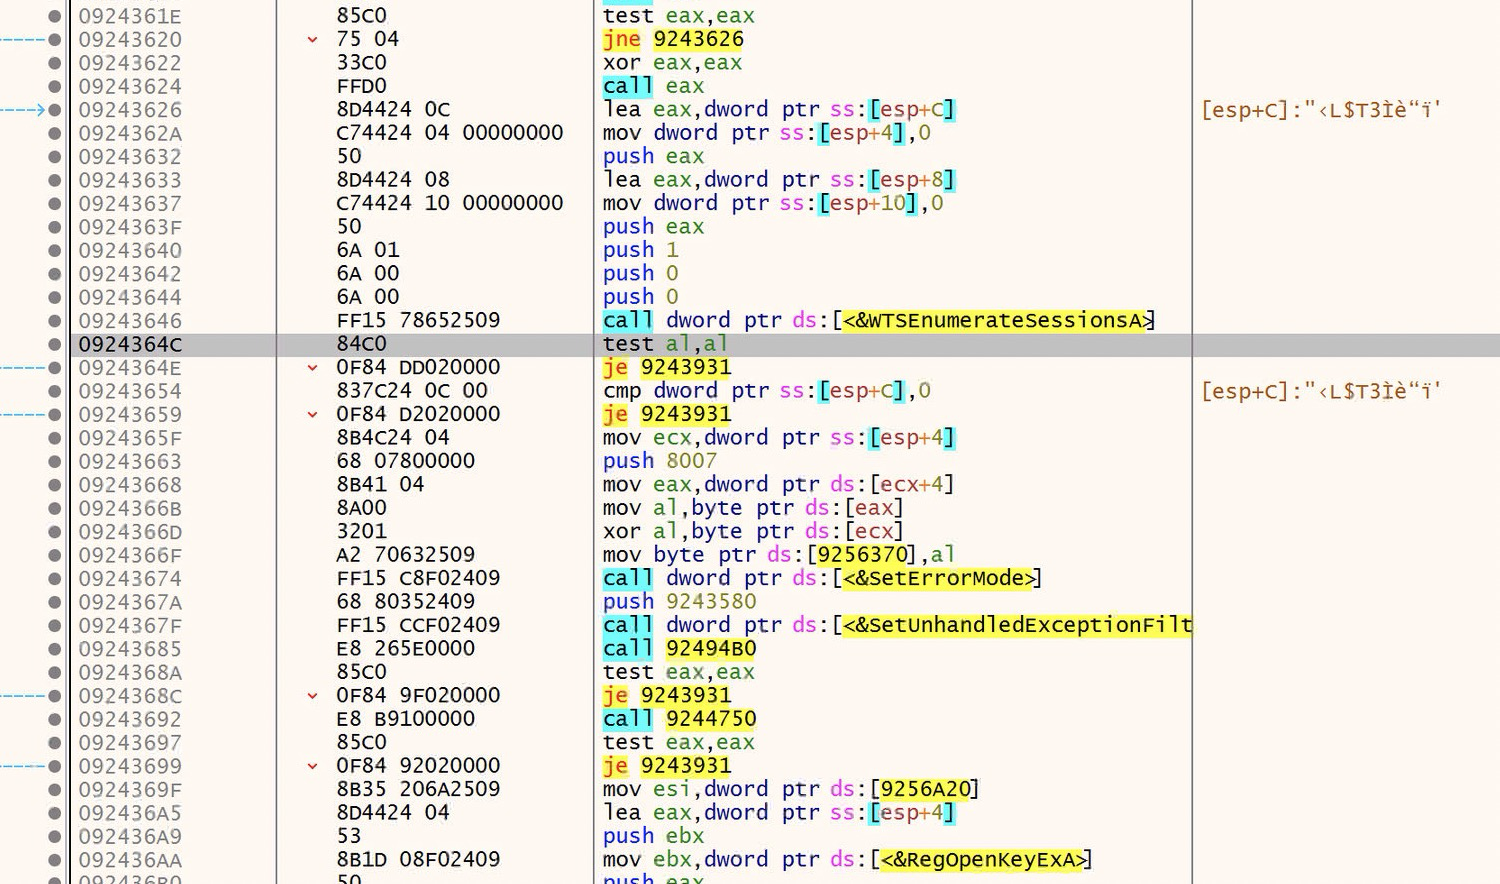 0924361E 85C0 test eax,eax
09243620 75 04 jne 9243626
09243622 33C0 xor eax,eax
09243624 FFD0 call eax
09243626 8D4424 0C lea eax,dword ptr ss:[esp+C] [esp+C]:"‹L$T3Ìè“ï'
0924362A C74424 04 00000000 mov dword ptr ss:[esp+4],0
09243632 50 push eax
09243633 8D4424 08 lea eax,dword ptr ss:[esp+8]
09243637 C74424 10 00000000 mov dword ptr ss:[esp+10],0
0924363F 50 push eax
09243640 6A 01 push 1
09243642 6A 00 push 0
09243644 6A 00 push 0
09243646 FF15 78652509 call dword ptr ds:[<&WTSEnumerateSessionsA>]
0924364C 84C0 test al,al
0924364E 0F84 DD020000 je 9243931
09243654 837C24 0C 00 cmp dword ptr ss:[esp+C],0 [esp+C]:"‹L$T3Ìè“ï'
09243659 0F84 D2020000 je 9243931
0924365F 8B4C24 04 mov ecx,dword ptr ss:[esp+4]
09243663 68 07800000 push 8007
09243668 8B41 04 mov eax,dword ptr ds:[ecx+4]
0924366B 8A00 mov al,byte ptr ds:[eax]
0924366D 3201 xor al,byte ptr ds:[ecx]
0924366F A2 70632509 mov byte ptr ds:[9256370],al
09243674 FF15 C8F02409 call dword ptr ds:[<&SetErrorMode>]
0924367A 68 80352409 push 9243580
0924367F FF15 CCF02409 call dword ptr ds:[<&SetUnhandledExceptionFilt
09243685 E8 265E0000 call 92494B0
0924368A 85C0 test eax,eax
0924368C 0F84 9F020000 je 9243931
09243692 E8 B9100000 call 9244750
09243697 85C0 test eax,eax
09243699 0F84 92020000 je 9243931
0924369F 8B35 206A2509 mov esi,dword ptr ds:[9256A20]
092436A5 8D4424 04 lea eax,dword ptr ss:[esp+4]
092436A9 53 push ebx
092436AA 8B1D 08F02409 mov ebx,dword ptr ds:[<&RegOpenKeyExA>]
092436B0 50 push eax